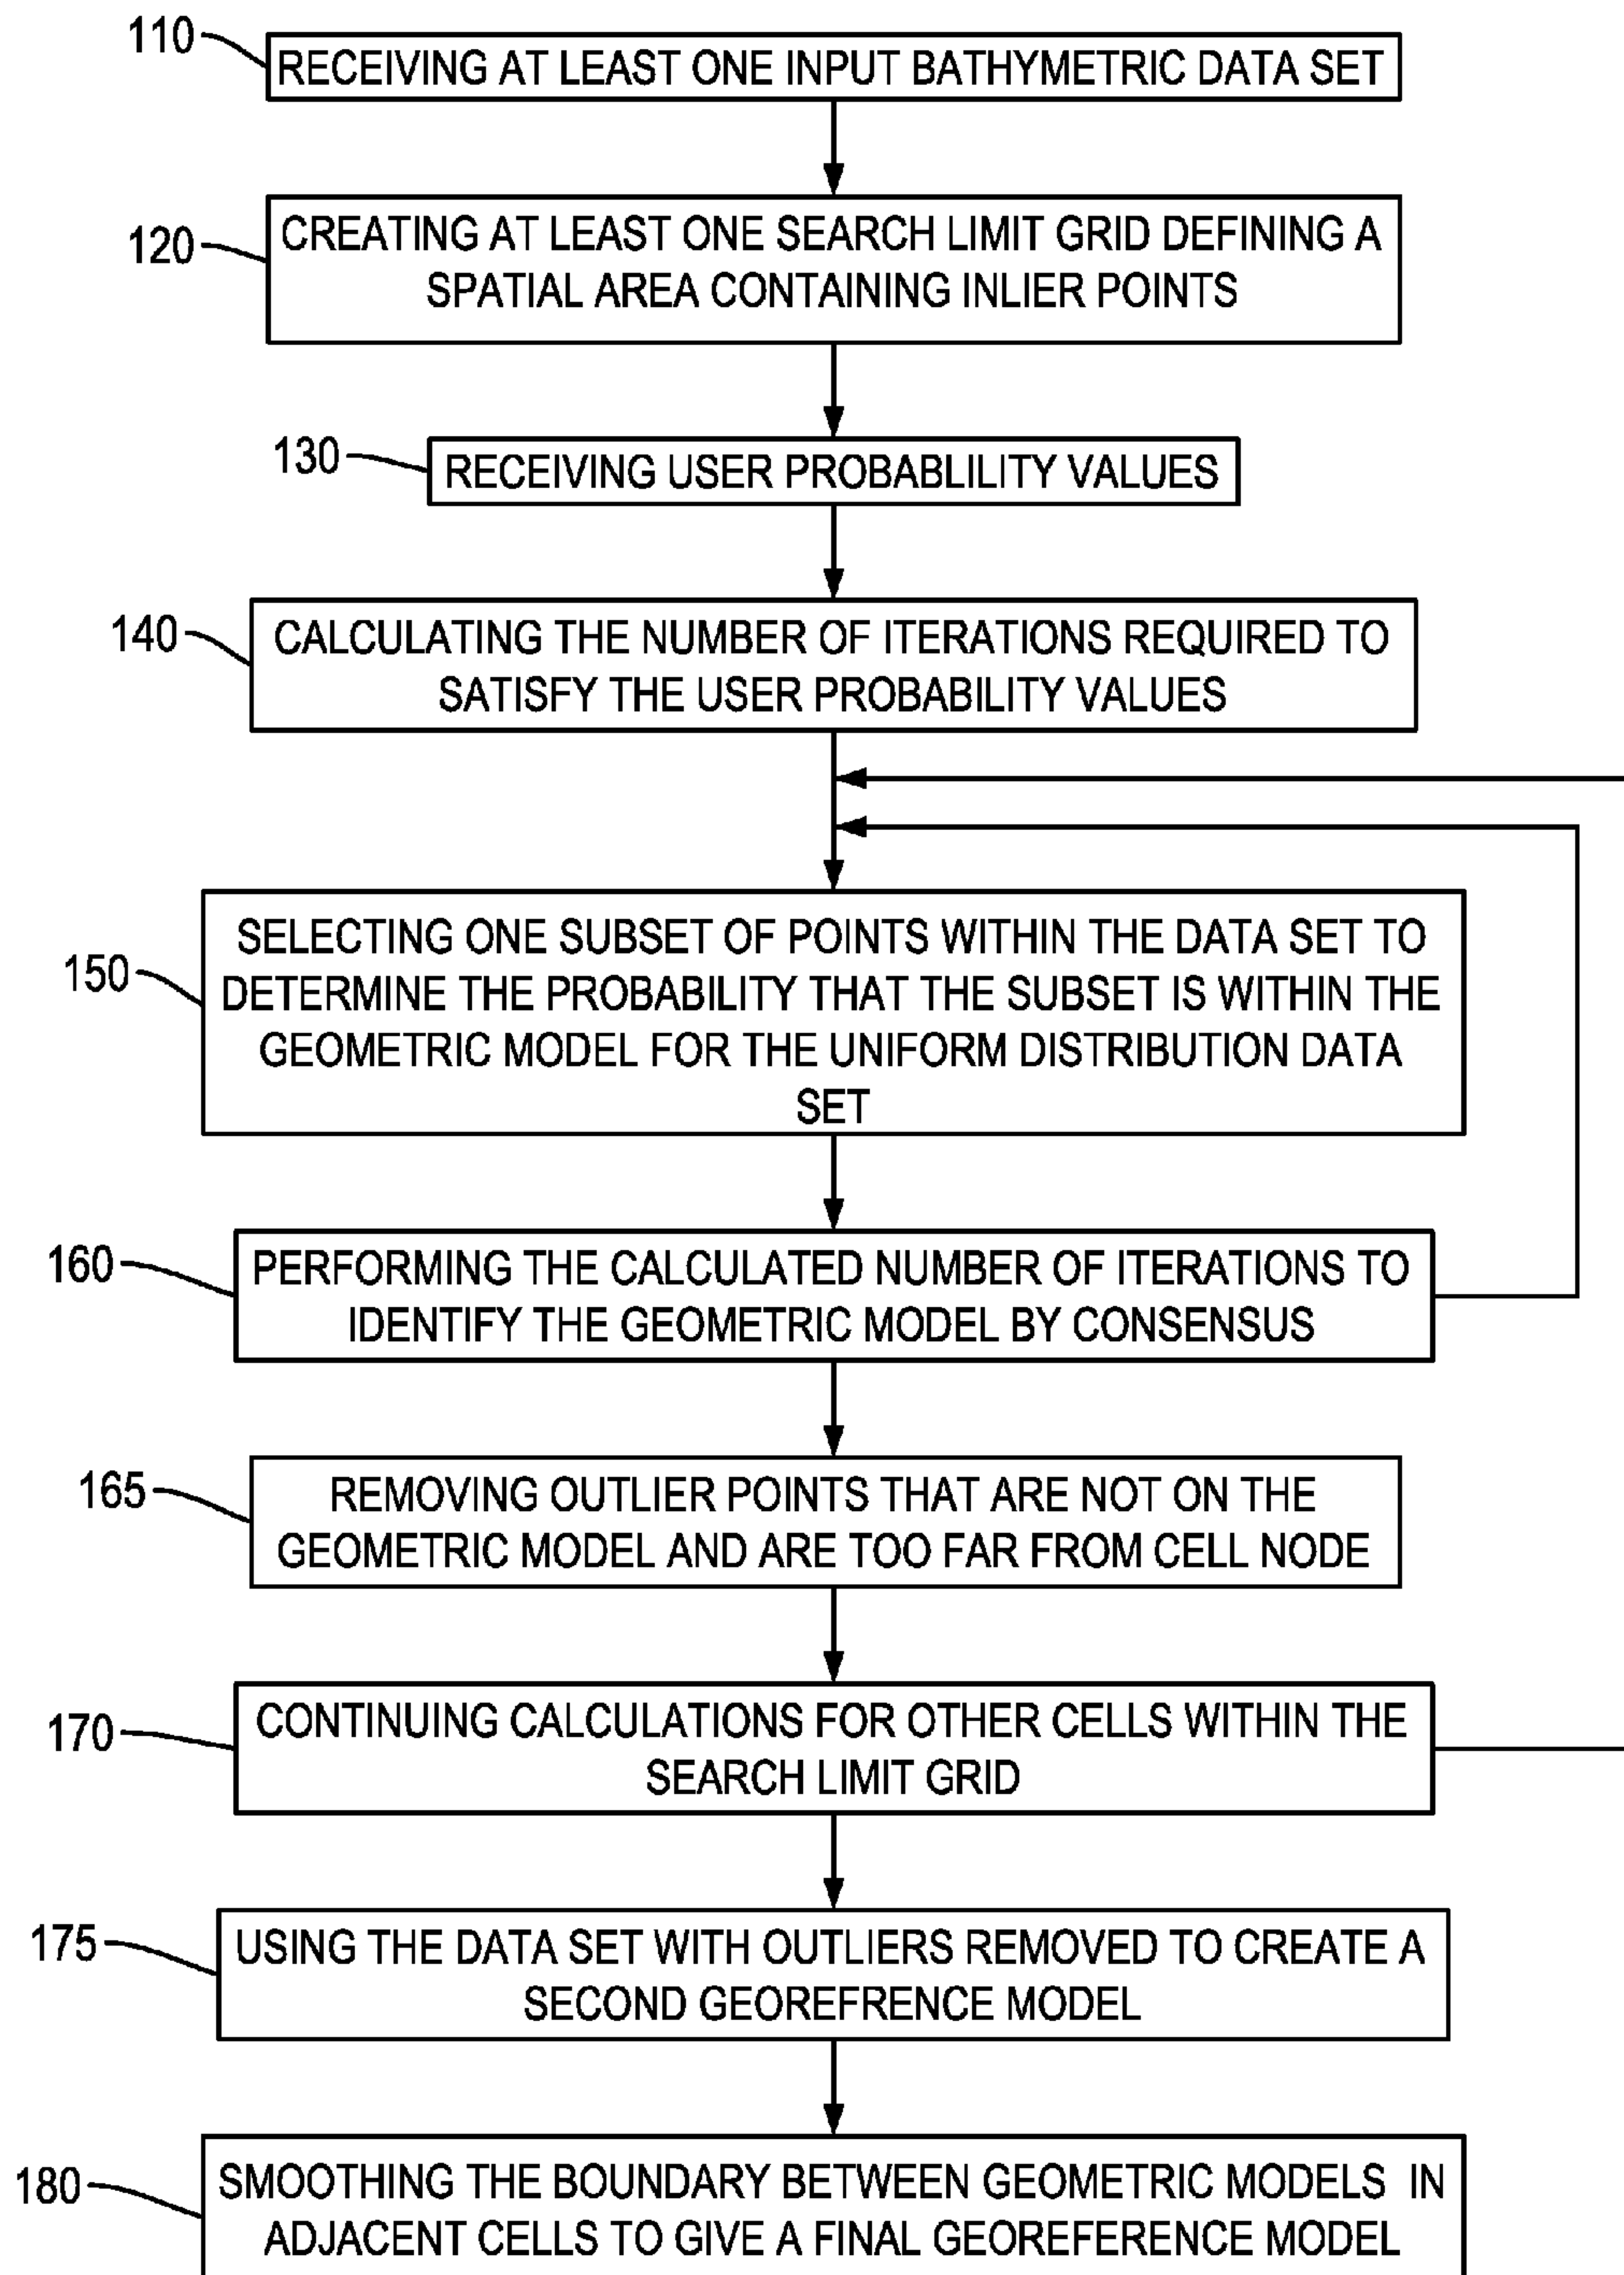 110
RECEIVING AT LEAST ONE INPUT BATHYMETRIC DATA SET
120
CREATING AT LEAST ONE SEARCH LIMIT GRID DEFINING A
SPATIAL AREA CONTAINING INLIER POINTS
130
RECEIVING USER PROBABLILITY VALUES
140
CALCULATING THE NUMBER OF ITERATIONS REQUIRED TO
SATISFY THE USER PROBABILITY VALUES
150
SELECTING ONE SUBSET OF POINTS WITHIN THE DATA SET TO
DETERMINE THE PROBABILITY THAT THE SUBSET IS WITHIN THE
GEOMETRIC MODEL FOR THE UNIFORM DISTRIBUTION DATA
SET
160
PERFORMING THE CALCULATED NUMBER OF ITERATIONS TO
IDENTIFY THE GEOMETRIC MODEL BY CONSENSUS
165
REMOVING OUTLIER POINTS THAT ARE NOT ON THE
GEOMETRIC MODEL AND ARE TOO FAR FROM CELL NODE
170
CONTINUING CALCULATIONS FOR OTHER CELLS WITHIN THE
SEARCH LIMIT GRID
175
USING THE DATA SET WITH OUTLIERS REMOVED TO CREATE A
SECOND GEOREFRENCE MODEL
180
SMOOTHING THE BOUNDARY BETWEEN GEOMETRIC MODELS IN
ADJACENT CELLS TO GIVE A FINAL GEOREFERENCE MODEL